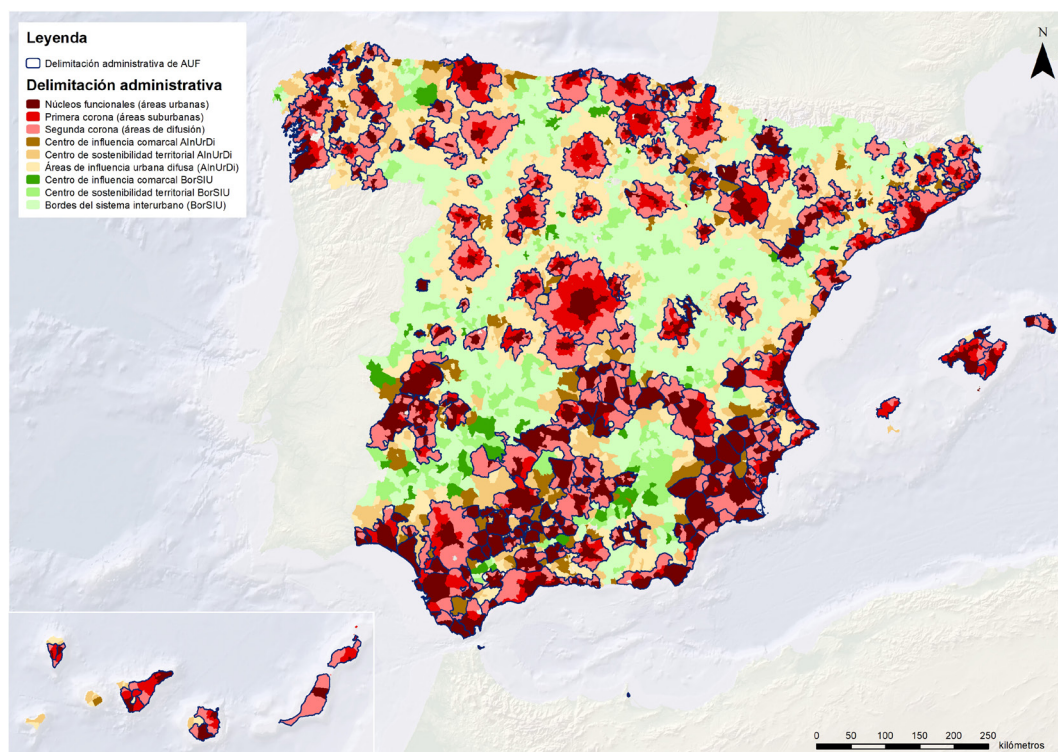 Leyenda
Delimitación administrativa de AUF
Delimitación administrativa
Núcleos funcionales (áreas urbanas)
Primera corona (áreas suburbanas)
Segunda corona (áreas de difusión)
Centro de influencia comarcal AInUrDi
Centro de sostenibilidad territorial AInUrDi
Áreas de influencia urbana difusa (AInUrDi)
Centro de influencia comarcal BorSIU
Centro de sostenibilidad territorial BorSIU
Bordes del sistema interurbano (BorSIU)
N
0 50 100 150 200 250
kilómetros